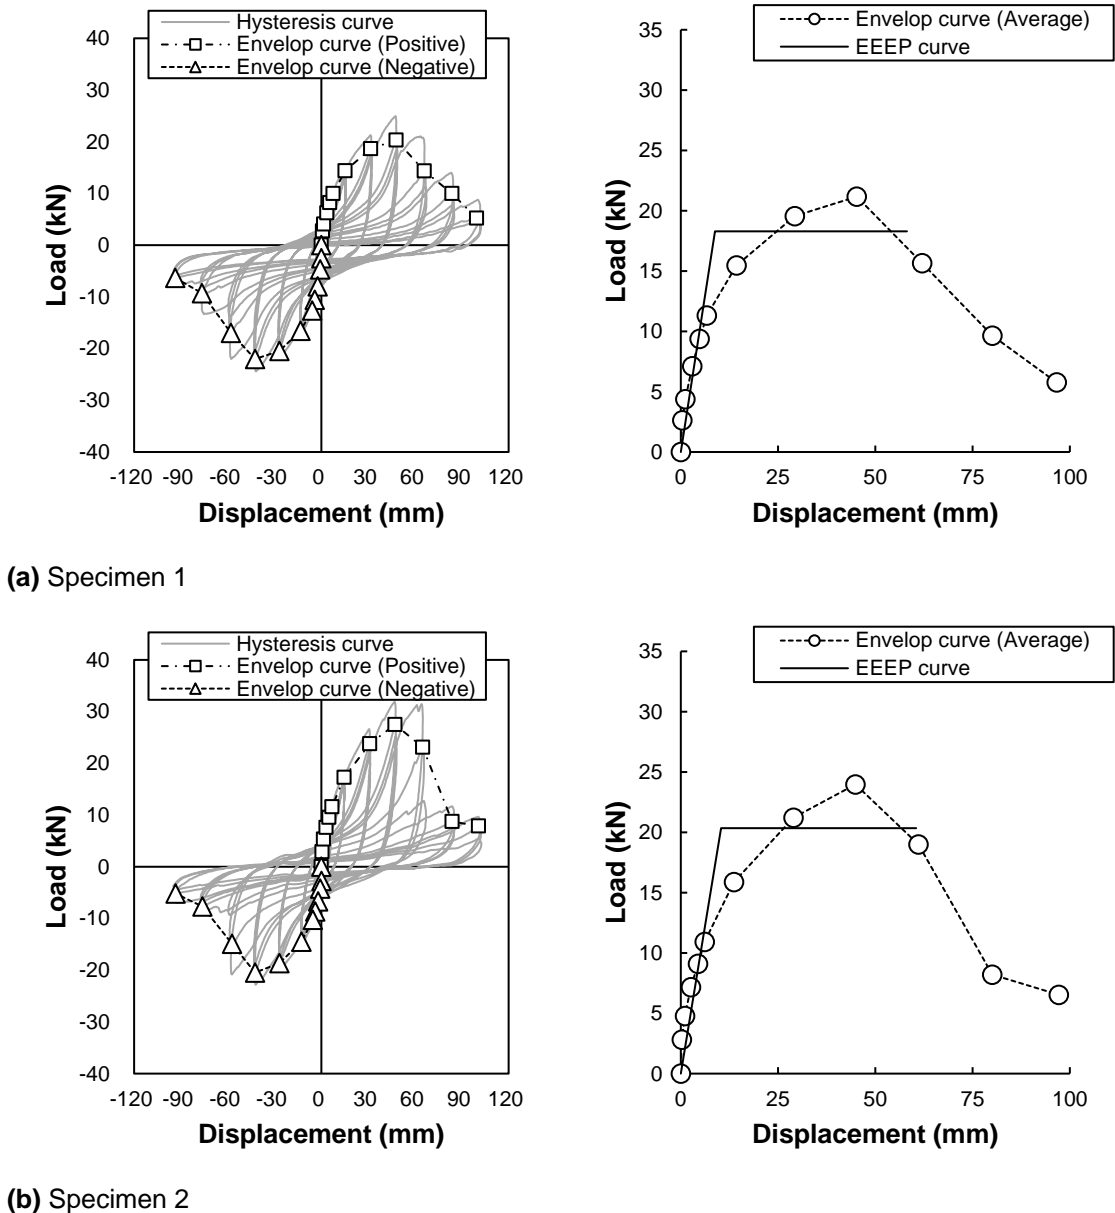 Hysteresis curve
Envelop curve (Positive)
Envelop curve (Negative)
40
30
20
10
0
-10
-20
-30
-40
Load (kN)
-120 -90 -60 -30 0 30 60 90 120
Displacement (mm)
Envelop curve (Average)
EEEP curve
35
30
25
20
15
10
5
0
Load (kN)
0 25 50 75 100
Displacement (mm)
(a) Specimen 1
Hysteresis curve
Envelop curve (Positive)
Envelop curve (Negative)
40
30
20
10
0
-10
-20
-30
-40
Load (kN)
-120 -90 -60 -30 0 30 60 90 120
Displacement (mm)
Envelop curve (Average)
EEEP curve
35
30
25
20
15
10
5
0
Load (kN)
0 25 50 75 100
Displacement (mm)
(b) Specimen 2